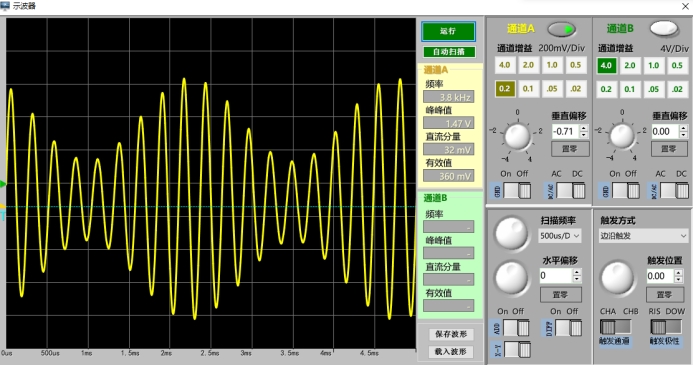 示波器
运行
自动扫描
通道A
频率
3.8 kHz
峰峰值
1.47 V
直流分量
32 mV
有效值
360 mV
通道B
频率
-
峰峰值
-
直流分量
-
有效值
-
保存波形
载入波形
0us 500us 1ms 1.5ms 2ms 2.5ms 3ms 3.5ms 4ms 4.5ms
通道A
通道增益 200mV/Div
4.0 2.0 1.0 0.5
0.2 0.1 .05 .02
0
-2 2
-4 4
垂直偏移
-0.71
置零
On Off AC DC
GND AC/DC
通道B
通道增益 4V/Div
4.0 2.0 1.0 0.5
0.2 0.1 .05 .02
0
-2 2
-4 4
垂直偏移
0.00
置零
On Off AC DC
GND AC/DC
扫描频率
500us/D
水平偏移
0
置零
On Off On Off
ADD DIFF
X-Y
触发方式
边沿触发
触发位置
0.00
置零
CHA CHB RIS DOW
触发通道 触发极性